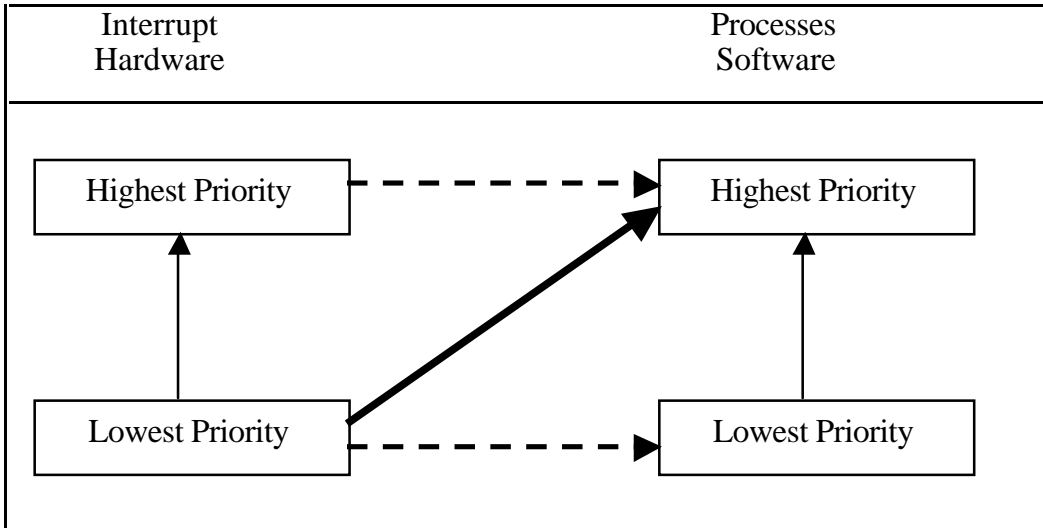 Interrupt
Hardware
Processes
Software
Highest Priority
Highest Priority
Lowest Priority
Lowest Priority